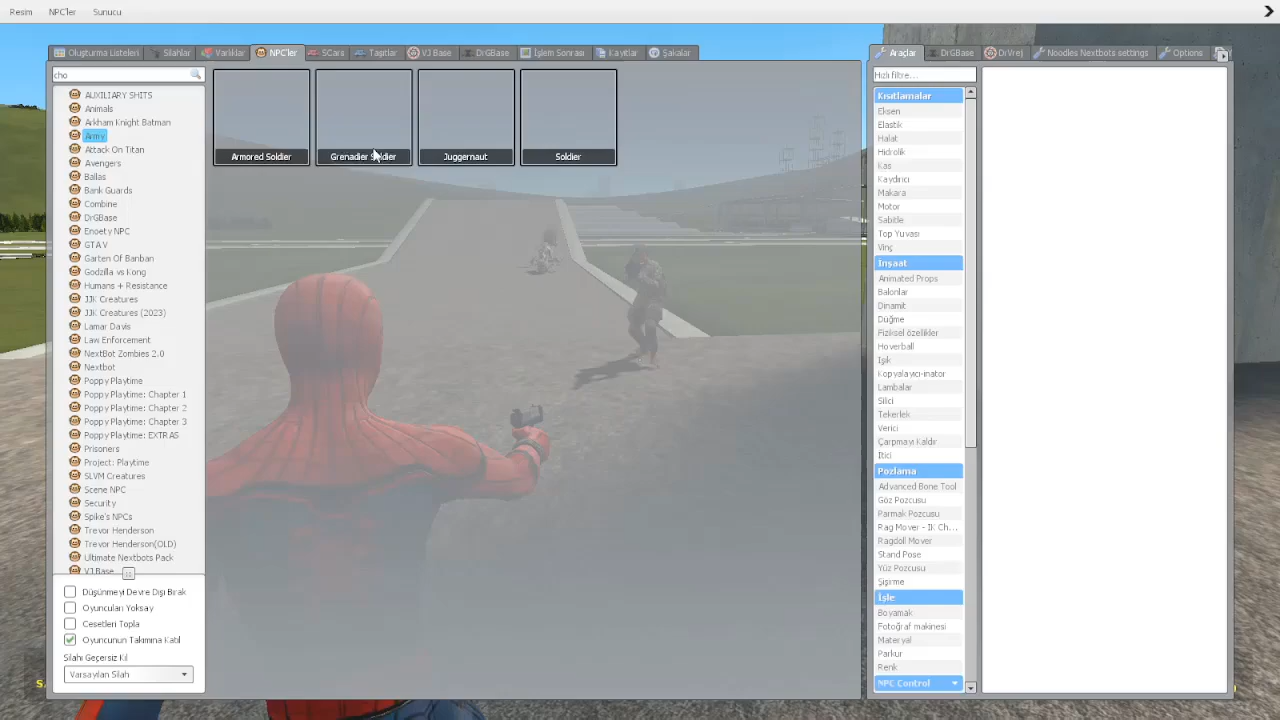 Resim NPC'ler Sunucu
Oluşturma Listeleri Silahlar Varlıklar NPC'ler SCars Taşıtlar VJ Base DrGBase İşlem Sonrası Kayıtlar Şakalar
Araçlar DrGBase DrVrej Noodles Nextbots settings Options
cho
Hızlı filtre...
AUXILIARY SHITS
Animals
Arkham Knight Batman
Army
Attack On Titan
Avengers
Ballas
Bank Guards
Combine
DrGBase
Enoety NPC
GTA V
Garten Of Banban
Godzilla vs Kong
Humans + Resistance
JJK Creatures
JJK Creatures (2023)
Lamar Davis
Law Enforcement
NextBot Zombies 2.0
Nextbot
Poppy Playtime
Poppy Playtime: Chapter 1
Poppy Playtime: Chapter 2
Poppy Playtime: Chapter 3
Poppy Playtime: EXTRAS
Prisoners
Project: Playtime
SLVM Creatures
Scene NPC
Security
Spike's NPCs
Trevor Henderson
Trevor Henderson(OLD)
Ultimate Nextbots Pack
VJ Base
Düşünmeyi Devre Dışı Bırak
Oyuncuları Yoksay
Cesetleri Topla
Oyuncunun Takımına Katıl
Silahı Geçersiz Kıl
Varsayılan Silah
Armored Soldier
Grenadier Soldier
Juggernaut
Soldier
Kısıtlamalar
Eksen
Elastik
Halat
Hidrolik
Kas
Kaydırıcı
Makara
Motor
Sabitle
Top Yuvası
Vinç
İnşaat
Animated Props
Balonlar
Dinamit
Düğme
Fiziksel özellikler
Hoverball
Işık
Kopyalayıcı-inatör
Lambalar
Silici
Tekerlek
Verici
Çarpmayı Kaldır
İtici
Pozlama
Advanced Bone Tool
Göz Pozcusu
Parmak Pozcusu
Rag Mover - IK Ch...
Ragdoll Mover
Stand Pose
Yüz Pozcusu
Şişirme
İşle
Boyamak
Fotoğraf makinesi
Materyal
Parkur
Renk
NPC Control